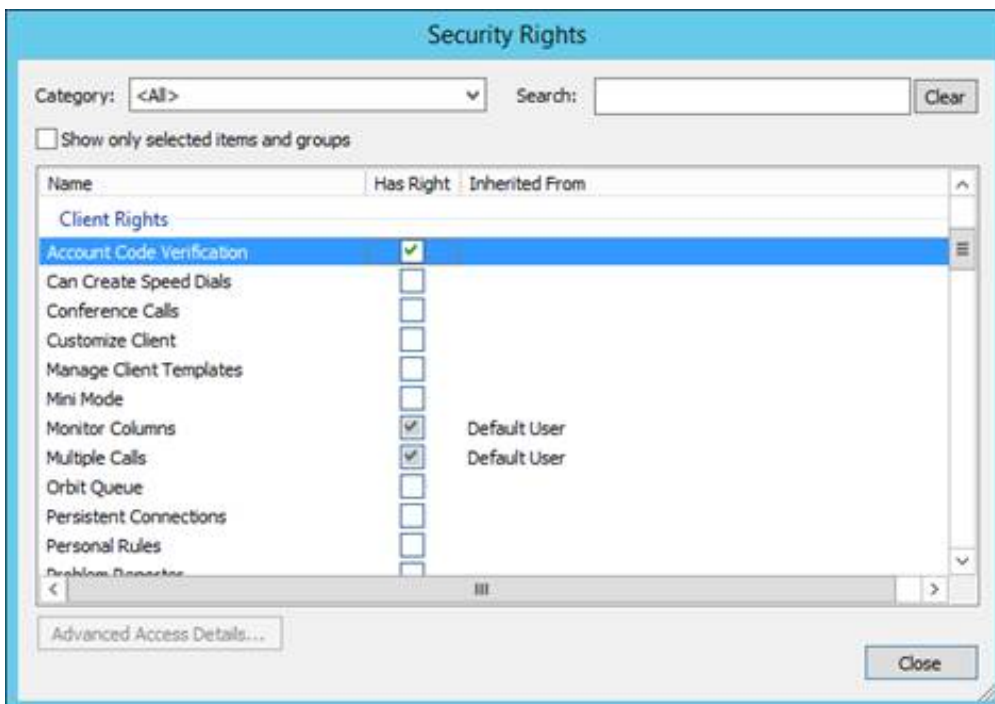 Security Rights
Category: <All> Search: Clear
Show only selected items and groups
Name Has Right Inherited From
Client Rights
Account Code Verification
Can Create Speed Dials
Conference Calls
Customize Client
Manage Client Templates
Mini Mode
Monitor Columns Default User
Multiple Calls Default User
Orbit Queue
Persistent Connections
Personal Rules
Problem Reporter
Advanced Access Details...
Close